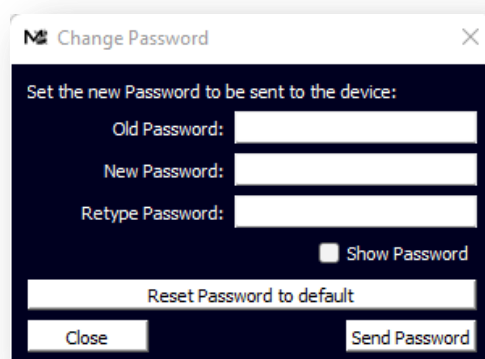 Change Password
Set the new Password to be sent to the device:
Old Password:
New Password:
Retype Password:
Show Password
Reset Password to default
Close Send Password